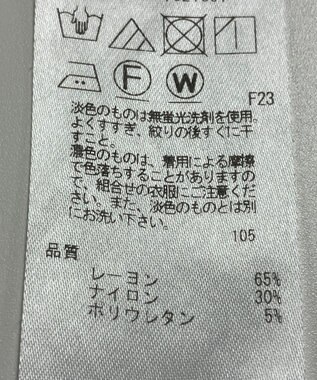 F
W
F23
淡色のものは無蛍光洗剤を使用。
よくすすぎ、絞りの後すぐに干
すこと。
濃色のものは、着用による摩擦
で色落ちすることがありますの
で、組合せの衣服にご注意くだ
さい。また、淡色のものとは別
にお洗い下さい。
105
品質
レーヨン 65%
ナイロン 30%
ポリウレタン 5%